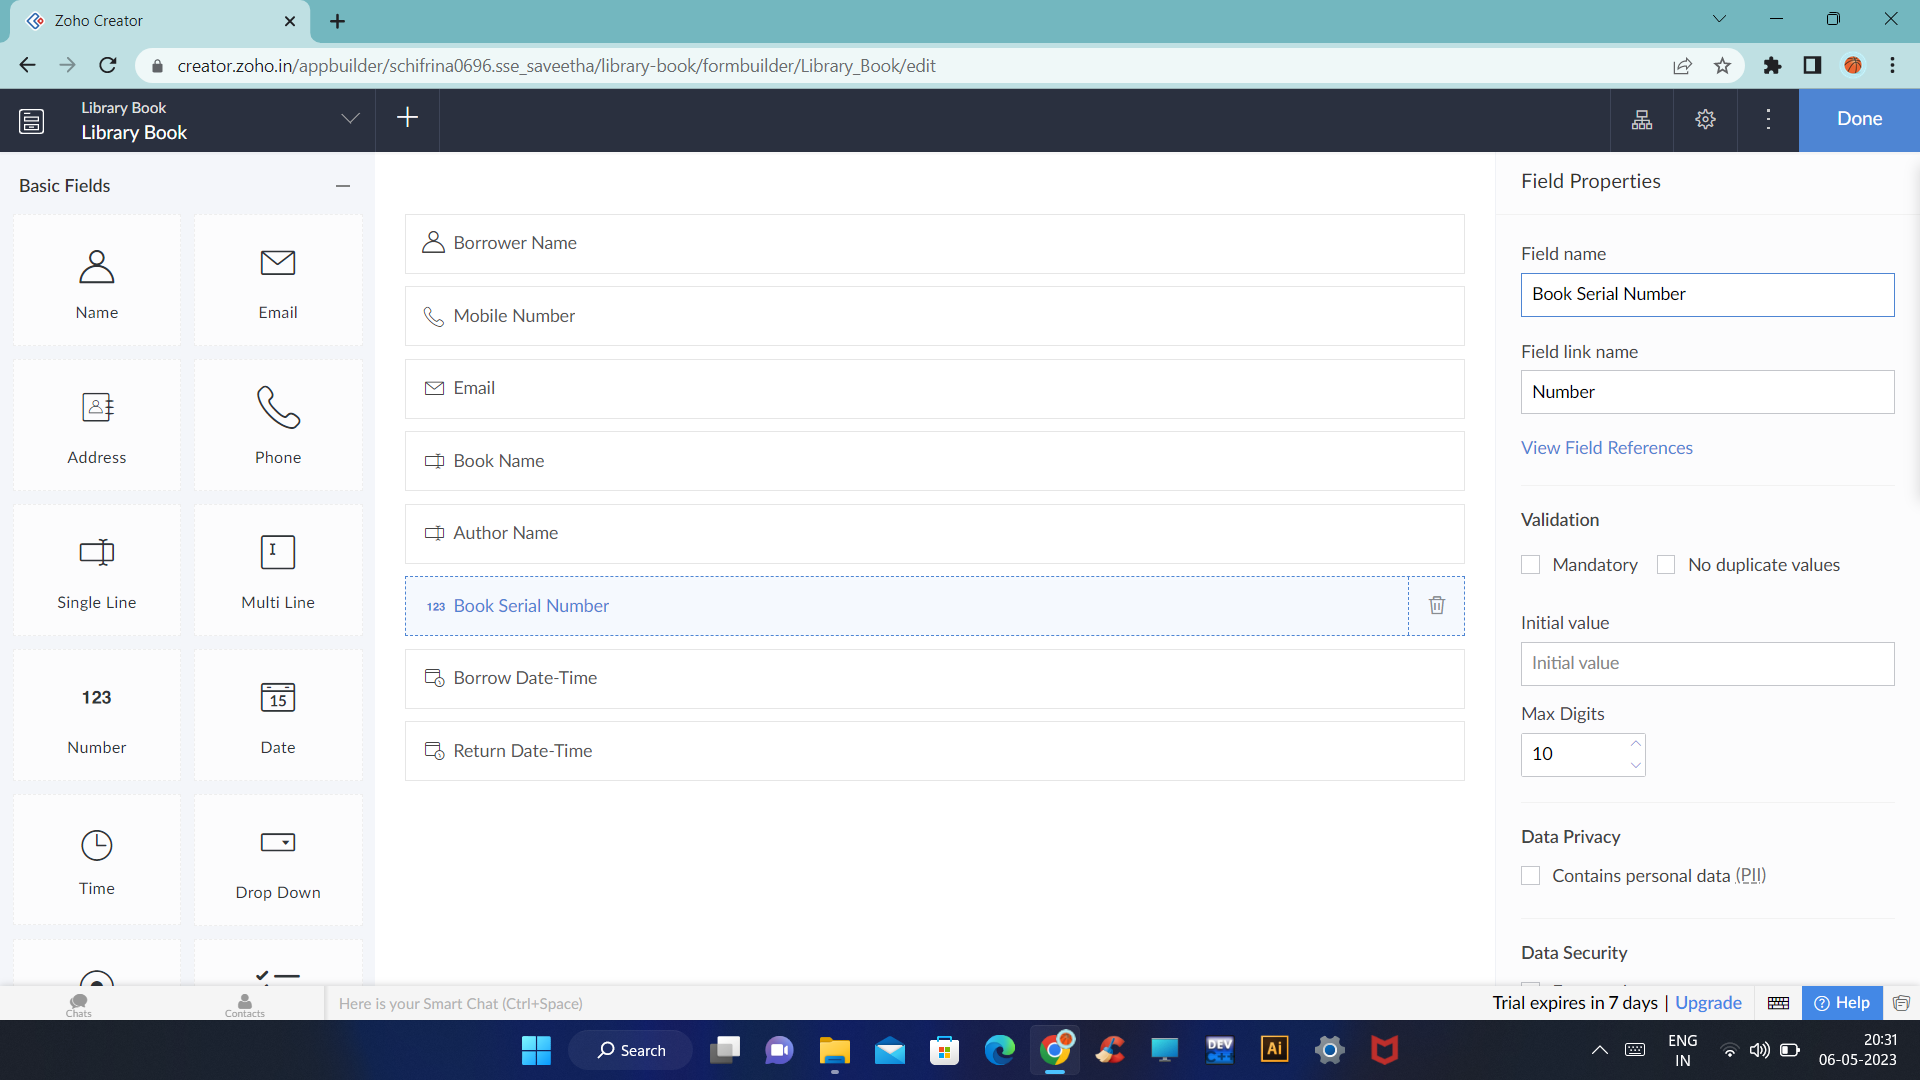 Zoho Creator
creator.zoho.in/appbuilder/schifrina0696.sse_saveetha/library-book/formbuilder/Library_Book/edit
Library Book
Library Book
Done
Basic Fields
Name
Email
Address
Phone
Single Line
Multi Line
123
Number
15
Date
Time
Drop Down
Borrower Name
Mobile Number
Email
Book Name
Author Name
123 Book Serial Number
Borrow Date-Time
Return Date-Time
Field Properties
Field name
Book Serial Number
Field link name
Number
View Field References
Validation
Mandatory
No duplicate values
Initial value
Initial value
Max Digits
10
Data Privacy
Contains personal data (PII)
Data Security
Chats
Contacts
Here is your Smart Chat (Ctrl+Space)
Trial expires in 7 days | Upgrade
Help
Search
DEV
C++
Ai
ENG
IN
20:31
06-05-2023